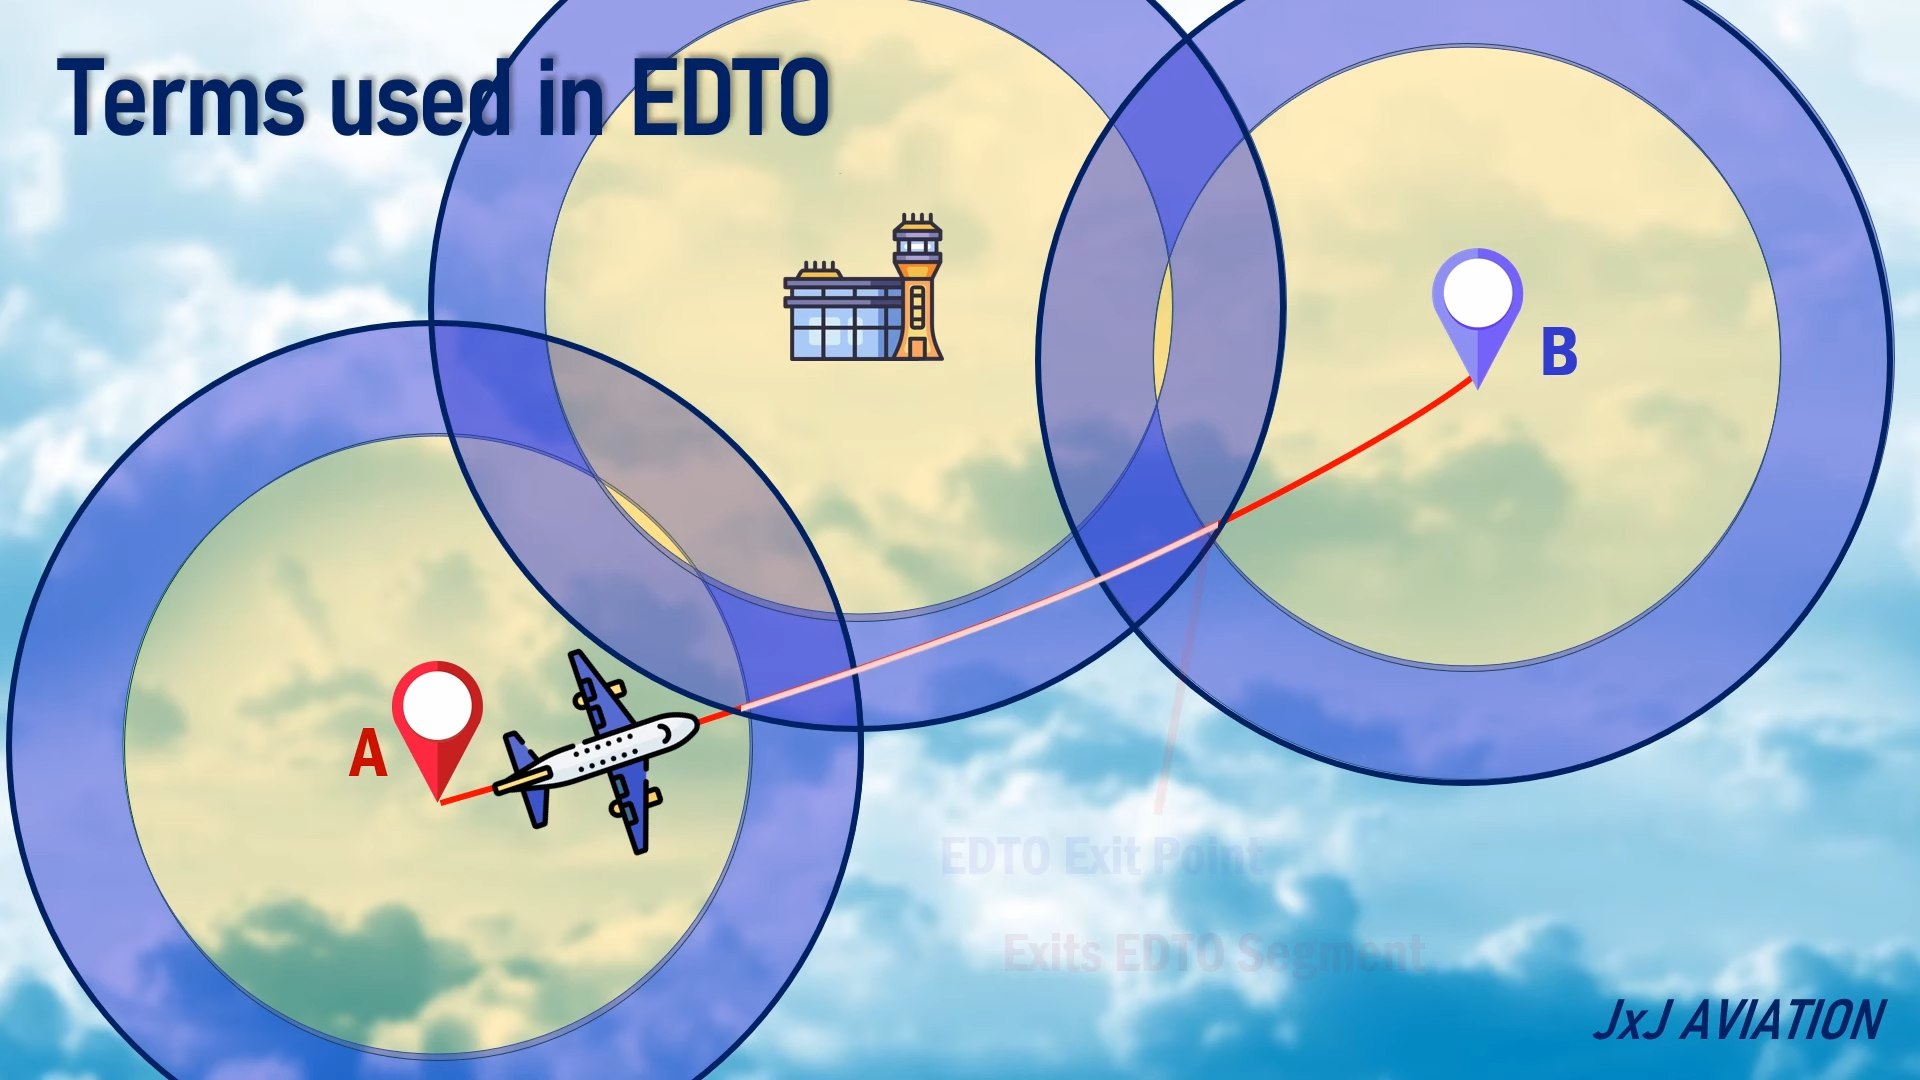 Terms used in EDTO
B
A
EDTO Exit Point
Exits EDTO Segment
JxJ AVIATION